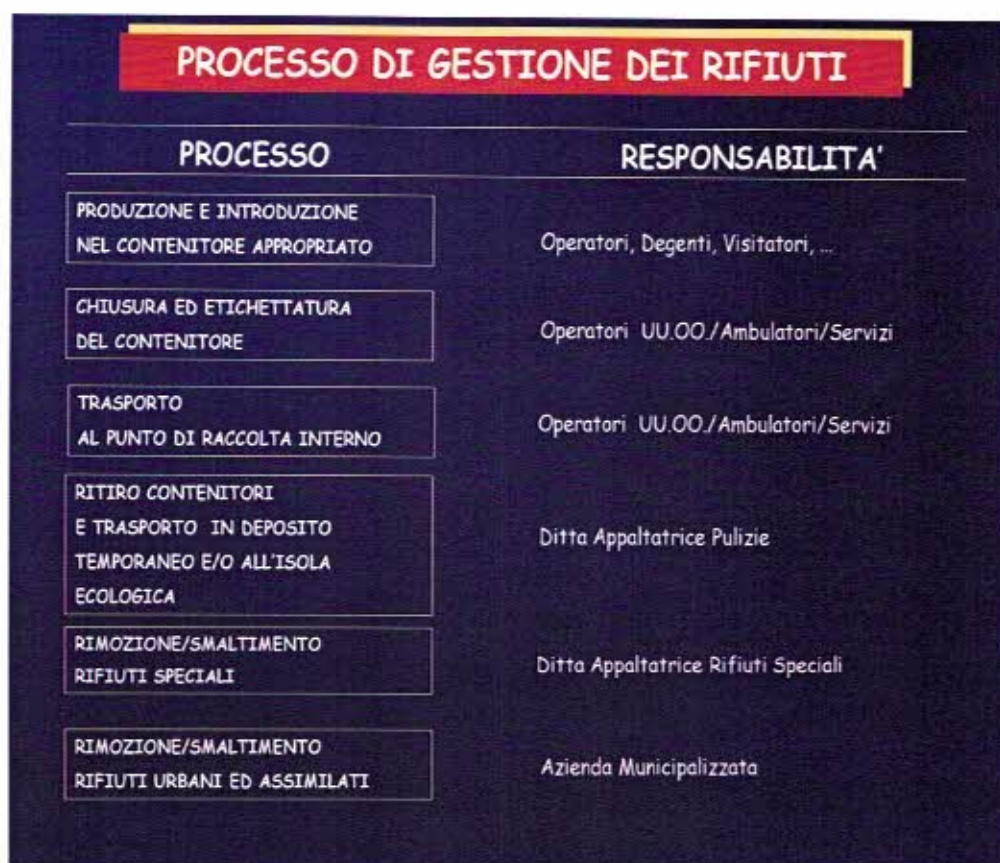 PROCESSO DI GESTIONE DEI RIFIUTI
PROCESSO
RESPONSABILITA'
PRODUZIONE E INTRODUZIONE
NEL CONTENITORE APPROPRIATO
Operatori, Degenti, Visitatori, ...
CHIUSURA ED ETICHETTATURA
DEL CONTENITORE
Operatori UU.OO./Ambulatori/Servizi
TRASPORTO
AL PUNTO DI RACCOLTA INTERNO
Operatori UU.OO./Ambulatori/Servizi
RITIRO CONTENITORI
E TRASPORTO IN DEPOSITO
TEMPORANEO E/O ALL'ISOLA
ECOLOGICA
Ditta Appaltatrice Pulizie
RIMOZIONE/SMALTIMENTO
RIFIUTI SPECIALI
Ditta Appaltatrice Rifiuti Speciali
RIMOZIONE/SMALTIMENTO
RIFIUTI URBANI ED ASSIMILATI
Azienda Municipalizzata